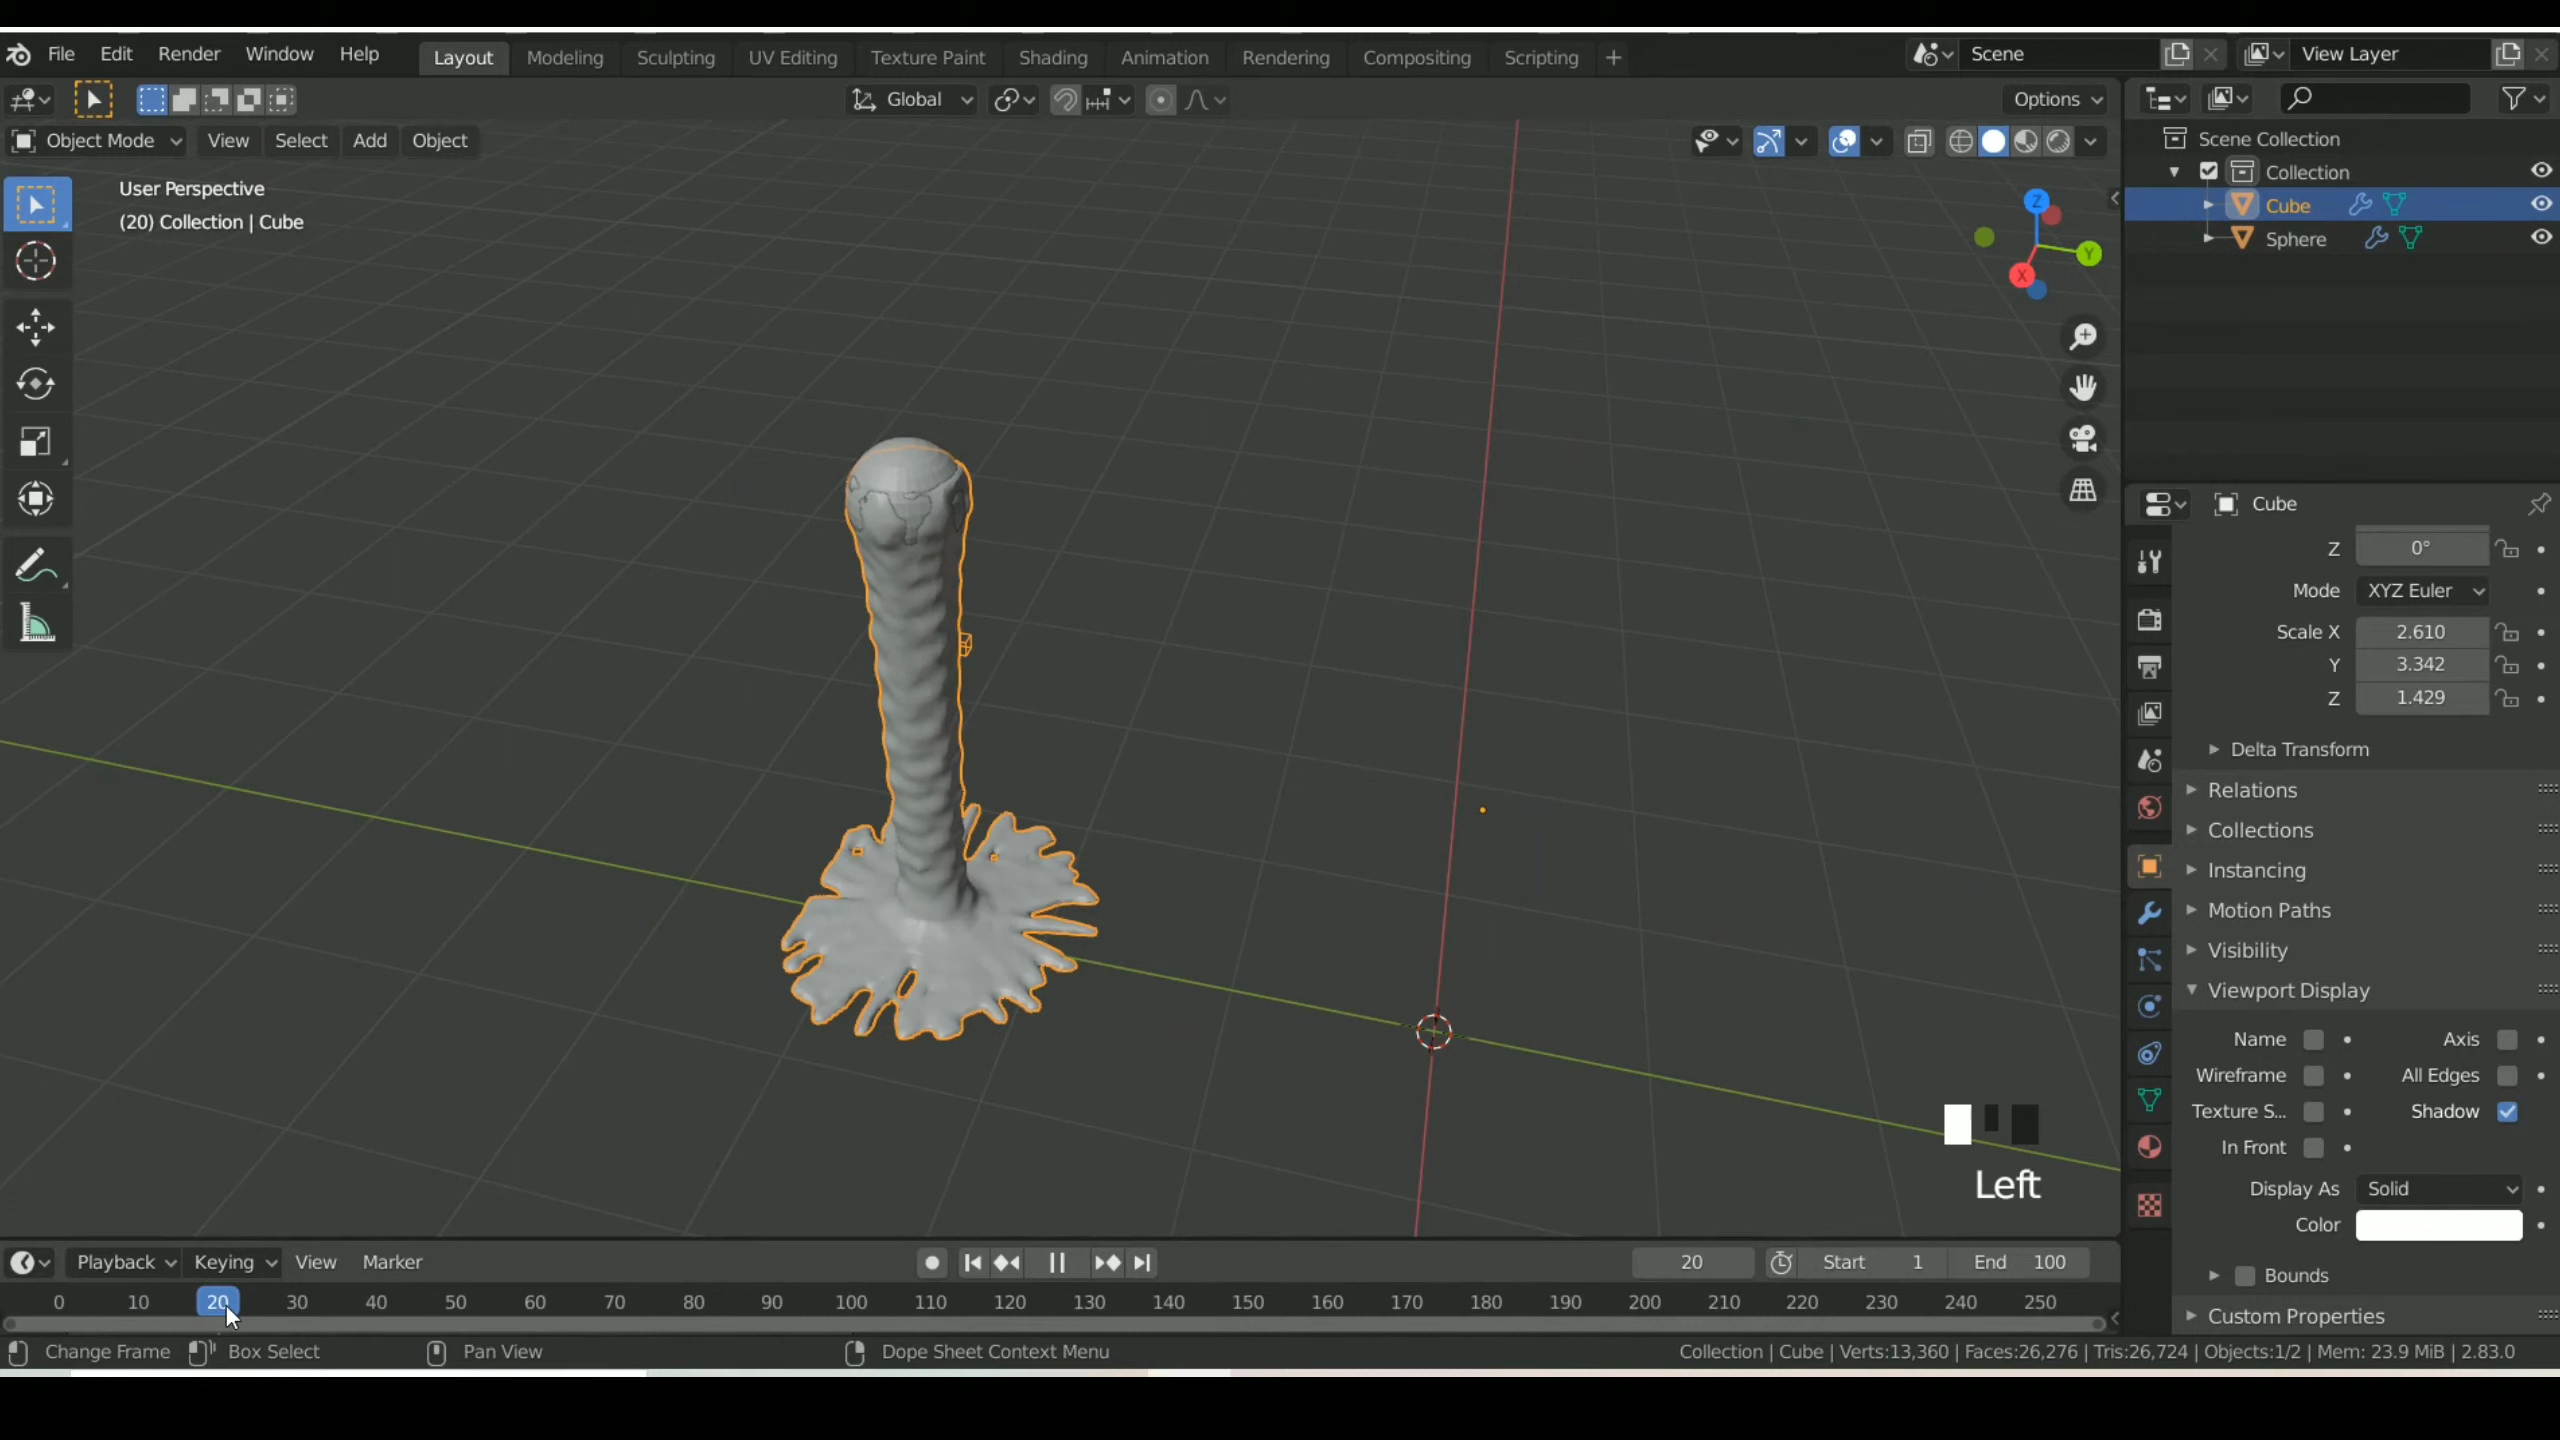 File Edit Render Window Help Layout Modeling Sculpting UV Editing Texture Paint Shading Animation Rendering Compositing Scripting + Scene View Layer
Global Options
Object Mode View Select Add Object
User Perspective
(20) Collection | Cube
Z
Y
X
Scene Collection
Collection
Cube
Sphere
Cube
Z 0°
Mode XYZ Euler
Scale X 2.610
Y 3.342
Z 1.429
Delta Transform
Relations
Collections
Instancing
Motion Paths
Visibility
Viewport Display
Name Axis
Wireframe All Edges
Texture S... Shadow
In Front
Display As Solid
Color
Bounds
Custom Properties
Left
Playback Keying View Marker 20 Start 1 End 100
0 10 20 30 40 50 60 70 80 90 100 110 120 130 140 150 160 170 180 190 200 210 220 230 240 250
Change Frame Box Select Pan View Dope Sheet Context Menu Collection | Cube | Verts:13,360 | Faces:26,276 | Tris:26,724 | Objects:1/2 | Mem: 23.9 MiB | 2.83.0